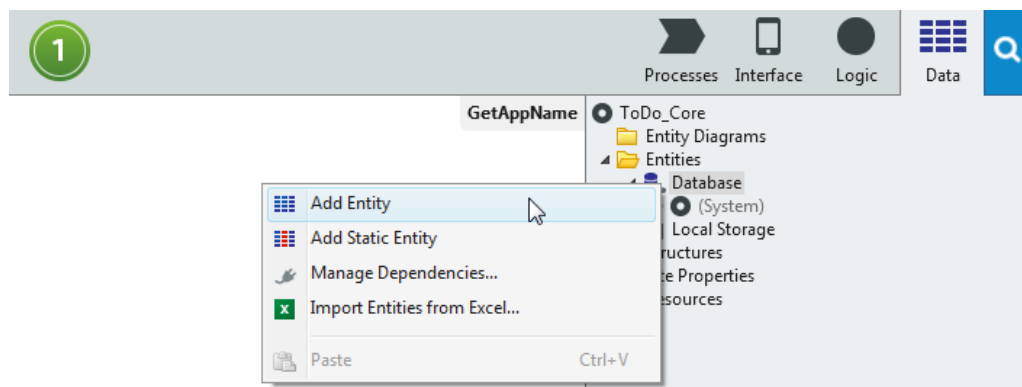 1
Processes Interface Logic Data
GetAppName
ToDo_Core
Entity Diagrams
Entities
Database
(System)
Local Storage
ructures
te Properties
esources
Add Entity
Add Static Entity
Manage Dependencies...
Import Entities from Excel...
Paste Ctrl+V